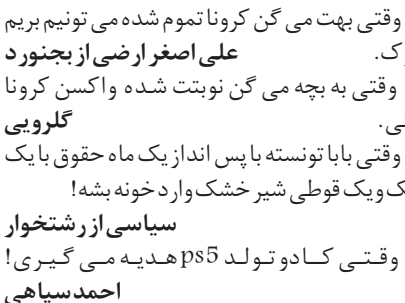 وقتی بهت می گن کرونا تموم شده می تونیم بریم
ک. علی اصغر ارضی از بجنورد
وقتی به بچه می گن نوبتت شده واکسن کرونا
ی. گلرویی
وقتی بابا تونسته با پس انداز یک ماه حقوق با یک
ک و یک قوطی شیر خشک وارد خونه بشه!
سیاسی از رشتخوار
وقتی کادو تولد ps5 هدیه می گیری!
احمد سپاهی